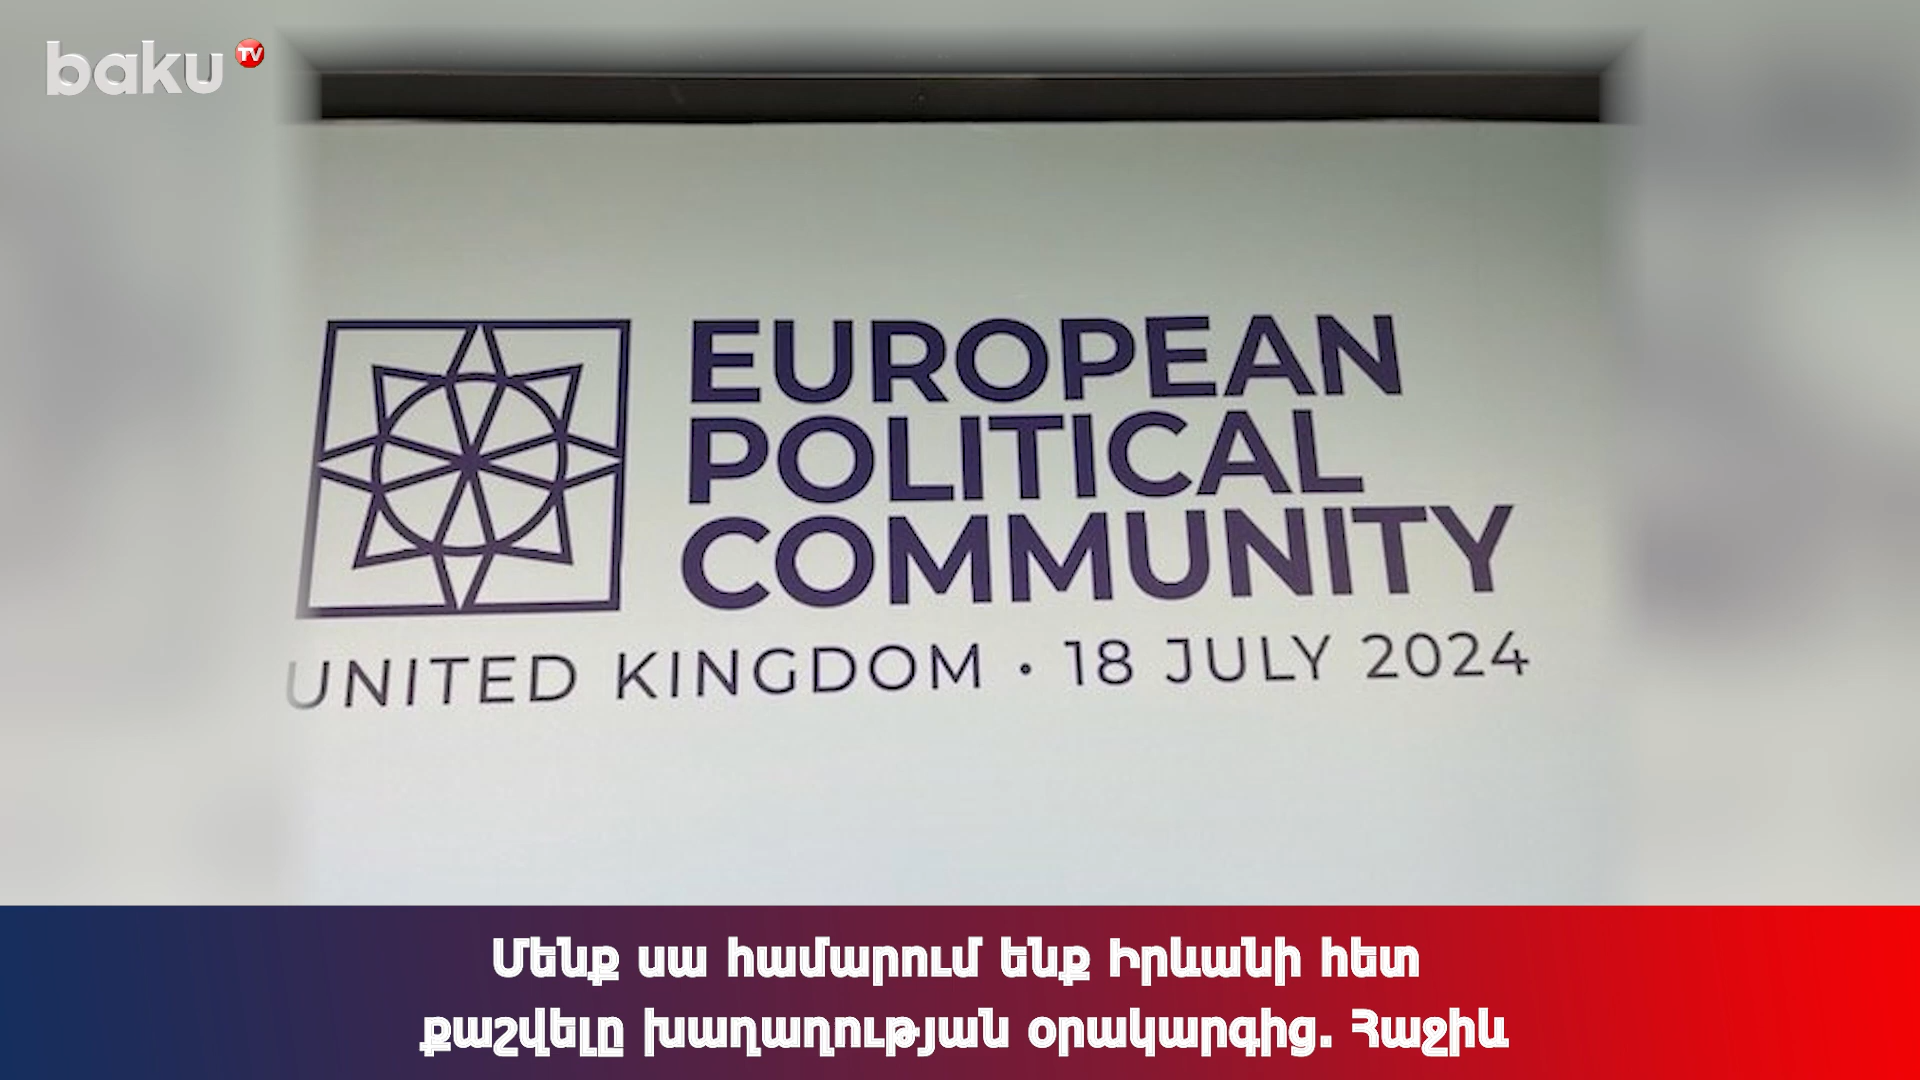 baku TV
EUROPEAN
POLITICAL
COMMUNITY
UNITED KINGDOM · 18 JULY 2024
Մենք սա համարում ենք Իրևանի հետ
քաշվելը խաղաղության օրակարգից. Հաջիև